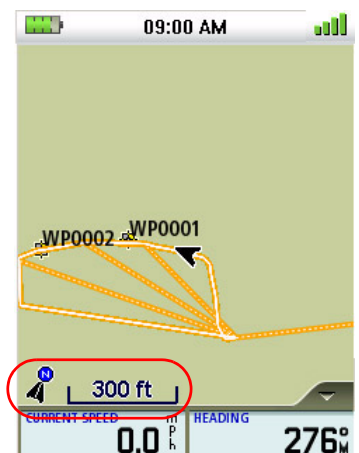 09:00 AM
WP0002 WP0001
N
300 ft
CURRENT SPEED HEADING
0.0 mph 276° M